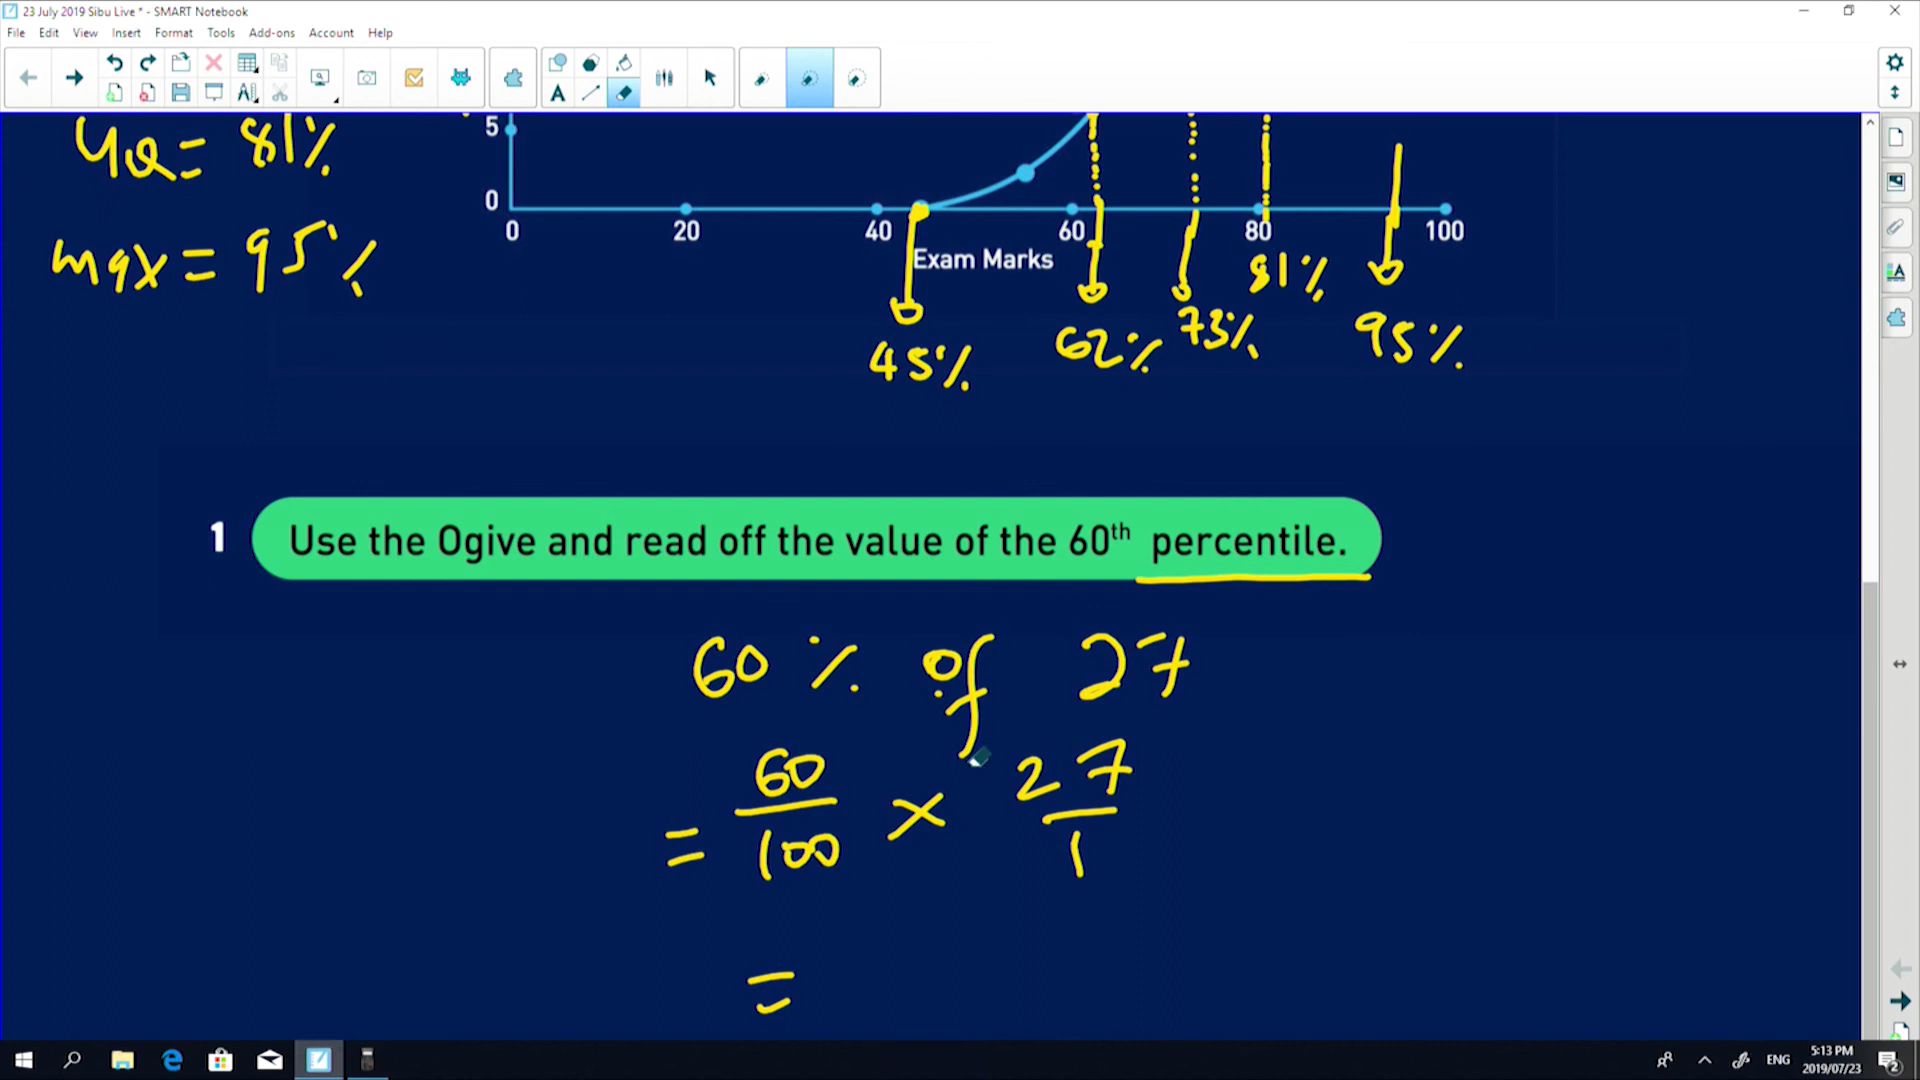 23 July 2019 Sibu Live * - SMART Notebook
File Edit View Insert Format Tools Add-ons Account Help
5
UQ = 81%
0
0 20 40 60 80 100
Exam Marks
max = 95%
81%
45% 62% 73% 95%
1 Use the Ogive and read off the value of the 60th percentile.
60 % of 27
= 60/100 × 27/1
=
ENG
5:13 PM
2019/07/23
2